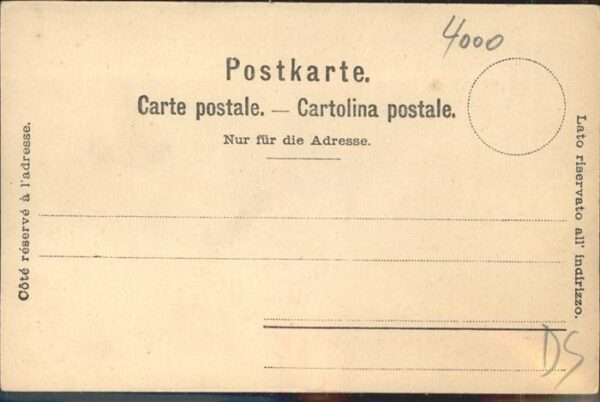 4000
Postkarte.
Carte postale. — Cartolina postale.
Nur für die Adresse.
Côté réservé à l'adresse.
Lato riservato all' indirizzo.
DS